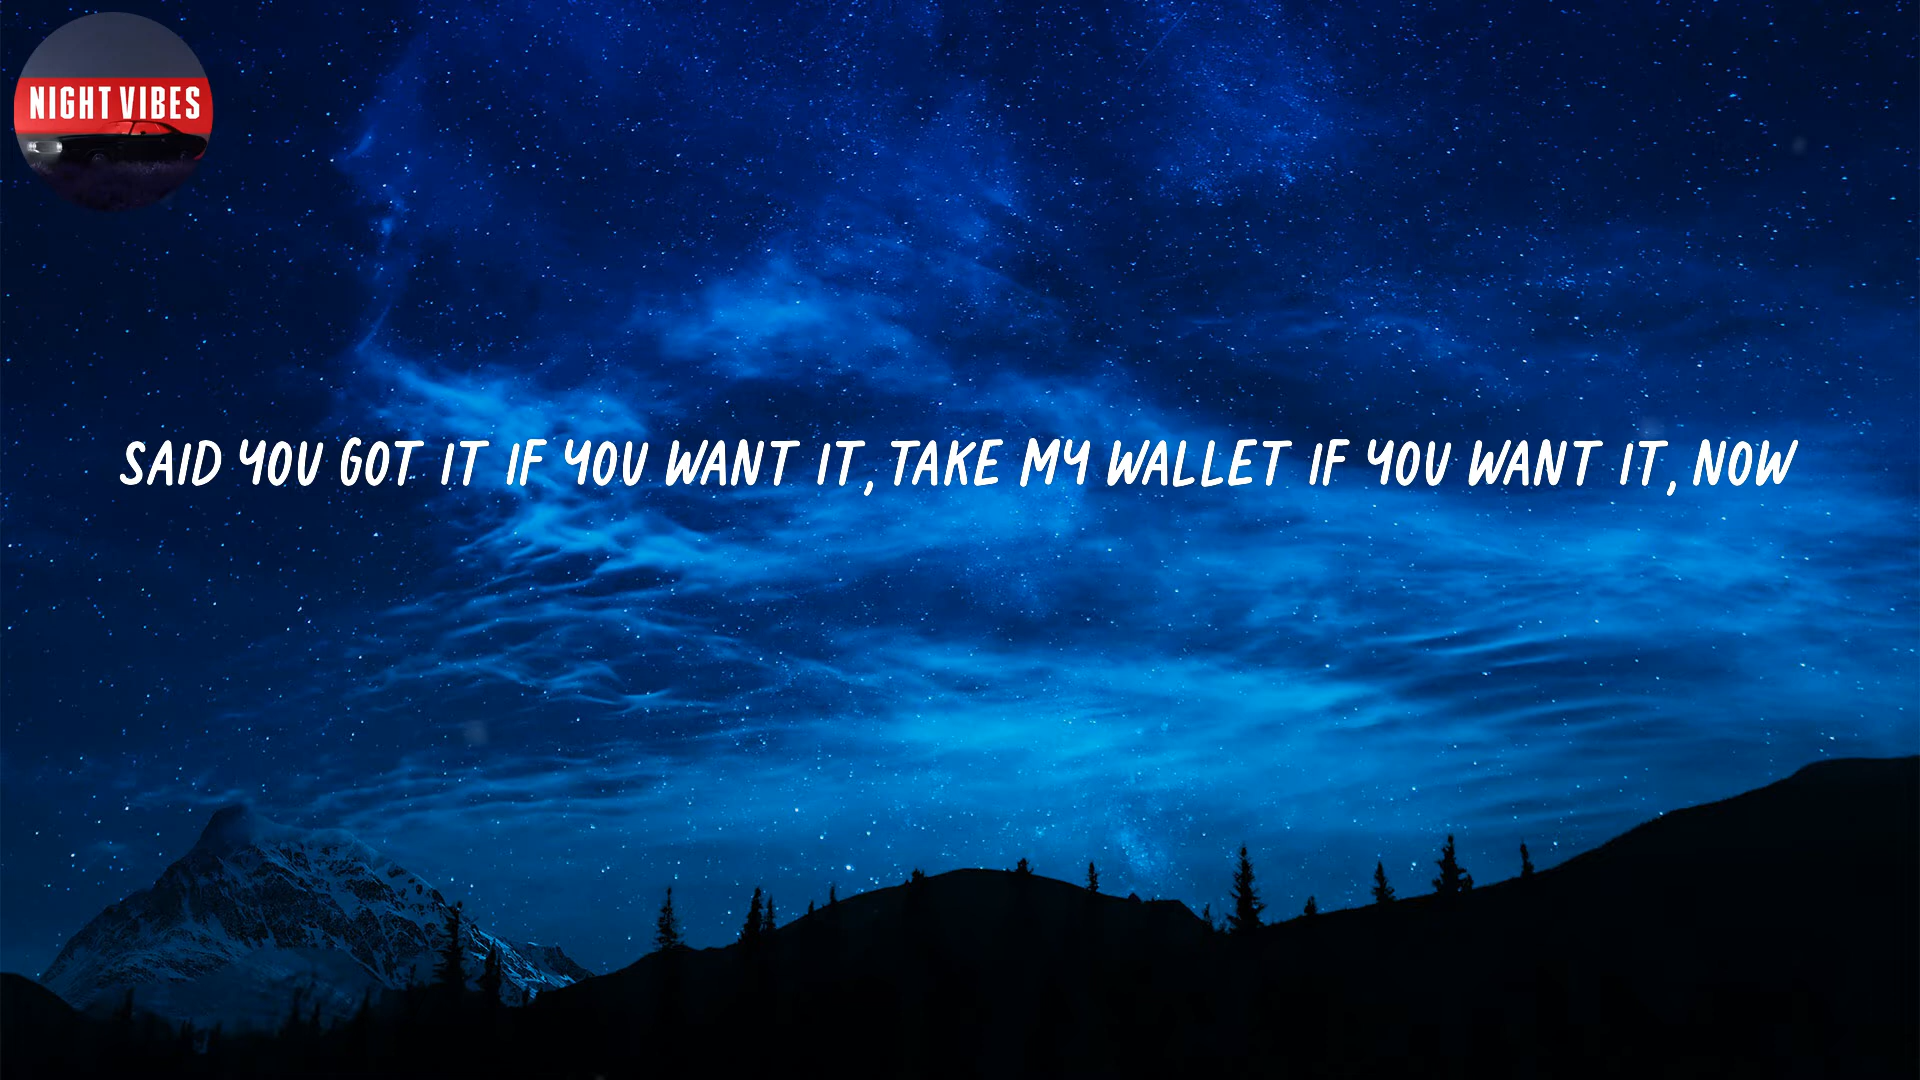 NIGHT VIBES
SAID YOU GOT IT IF YOU WANT IT, TAKE MY WALLET IF YOU WANT IT, NOW